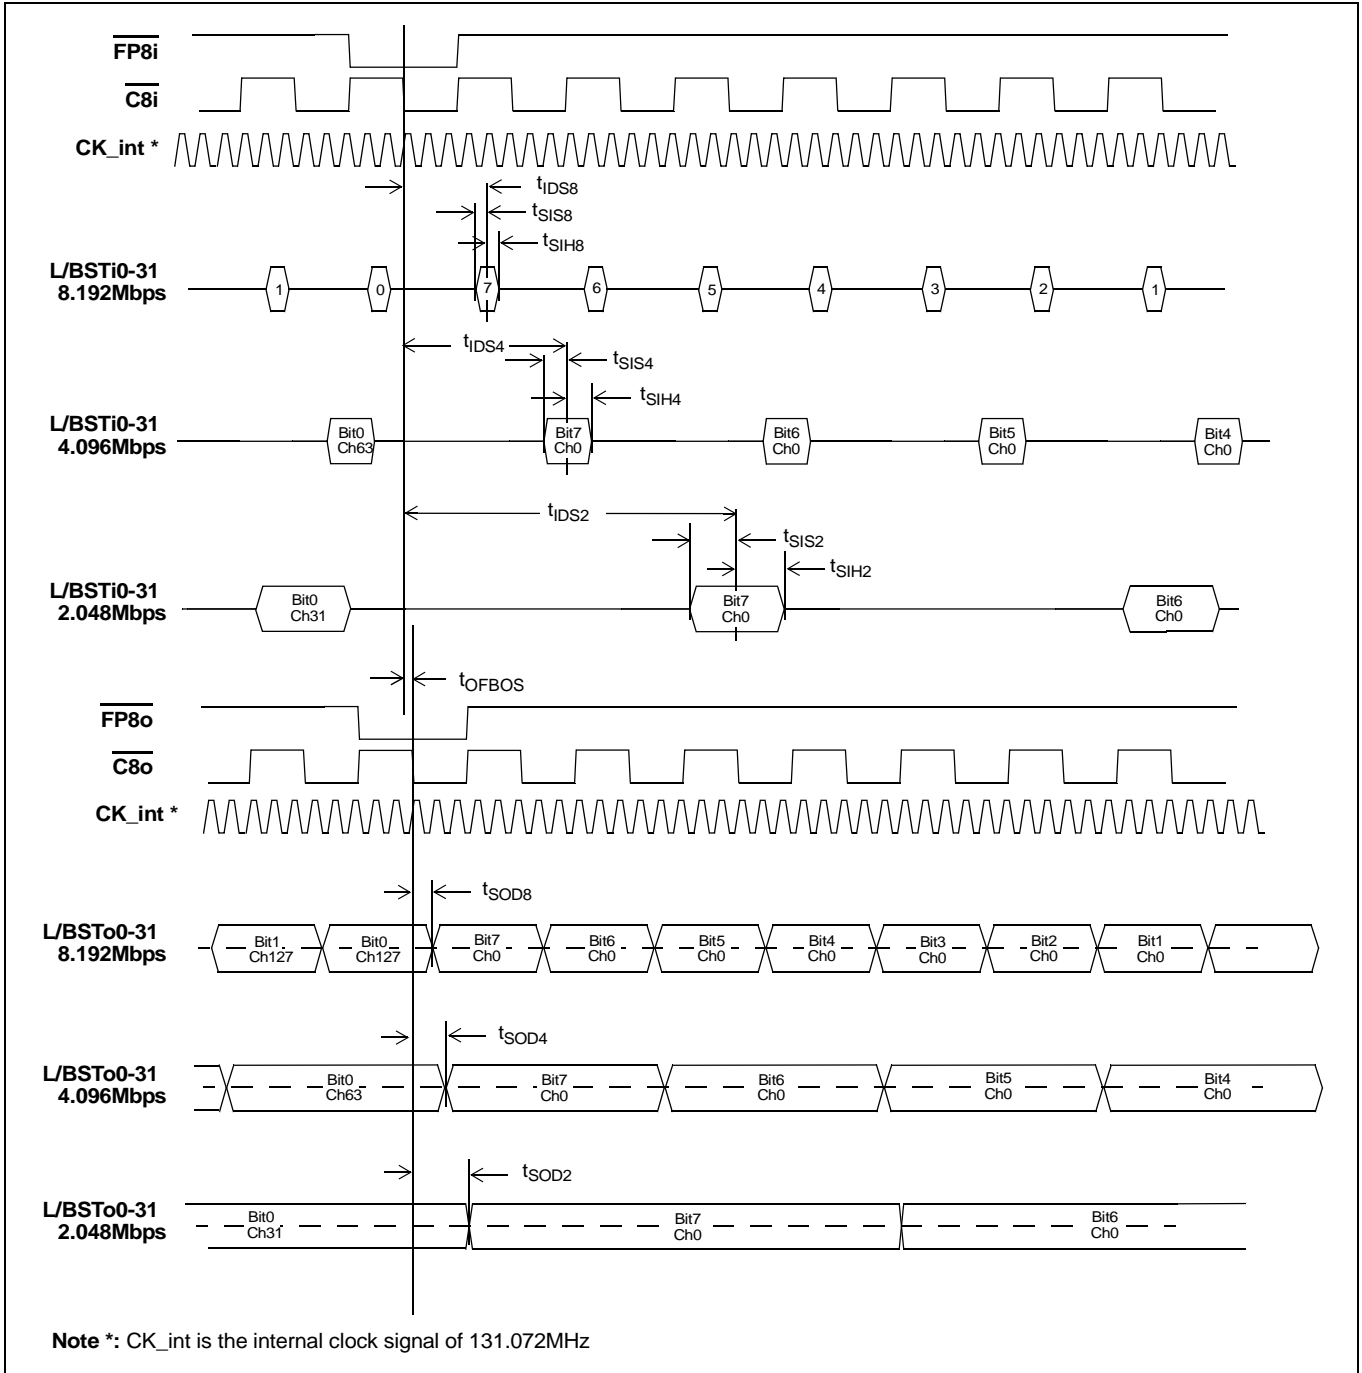 FP8i
C8i
CK_int *
tIDS8
tSIS8
tSIH8
L/BSTi0-31
8.192Mbps
1 0 7 6 5 4 3 2 1
tIDS4
tSIS4
tSIH4
L/BSTi0-31
4.096Mbps
Bit0 Bit7 Bit6 Bit5 Bit4
Ch63 Ch0 Ch0 Ch0 Ch0
tIDS2
tSIS2
tSIH2
L/BSTi0-31
2.048Mbps
Bit0 Bit7 Bit6
Ch31 Ch0 Ch0
tOFBOS
FP8o
C8o
CK_int *
tSOD8
L/BSTo0-31
8.192Mbps
Bit1 Bit0 Bit7 Bit6 Bit5 Bit4 Bit3 Bit2 Bit1
Ch127 Ch127 Ch0 Ch0 Ch0 Ch0 Ch0 Ch0 Ch0
tSOD4
L/BSTo0-31
4.096Mbps
Bit0 Bit7 Bit6 Bit5 Bit4
Ch63 Ch0 Ch0 Ch0 Ch0
tSOD2
L/BSTo0-31
2.048Mbps
Bit0 Bit7 Bit6
Ch31 Ch0 Ch0
Note *: CK_int is the internal clock signal of 131.072MHz